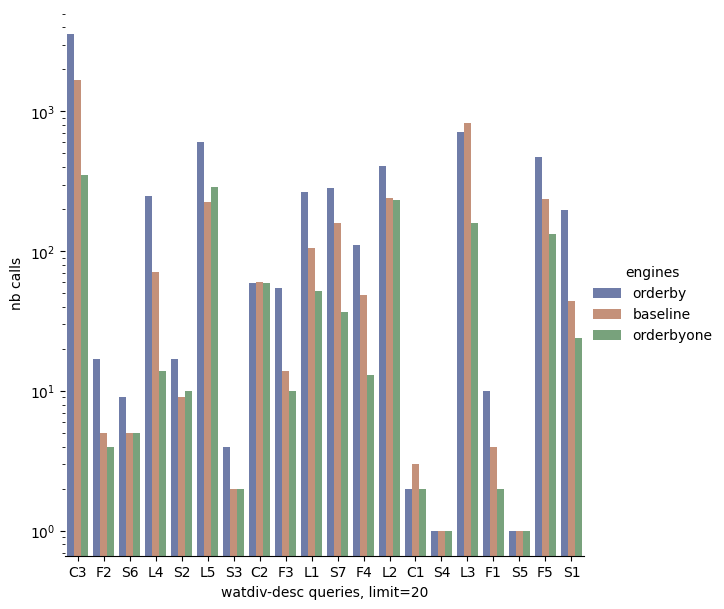 nb calls
10³
10²
10¹
10⁰
C3 F2 S6 L4 S2 L5 S3 C2 F3 L1 S7 F4 L2 C1 S4 L3 F1 S5 F5 S1
watdiv-desc queries, limit=20
engines
orderby
baseline
orderbyone